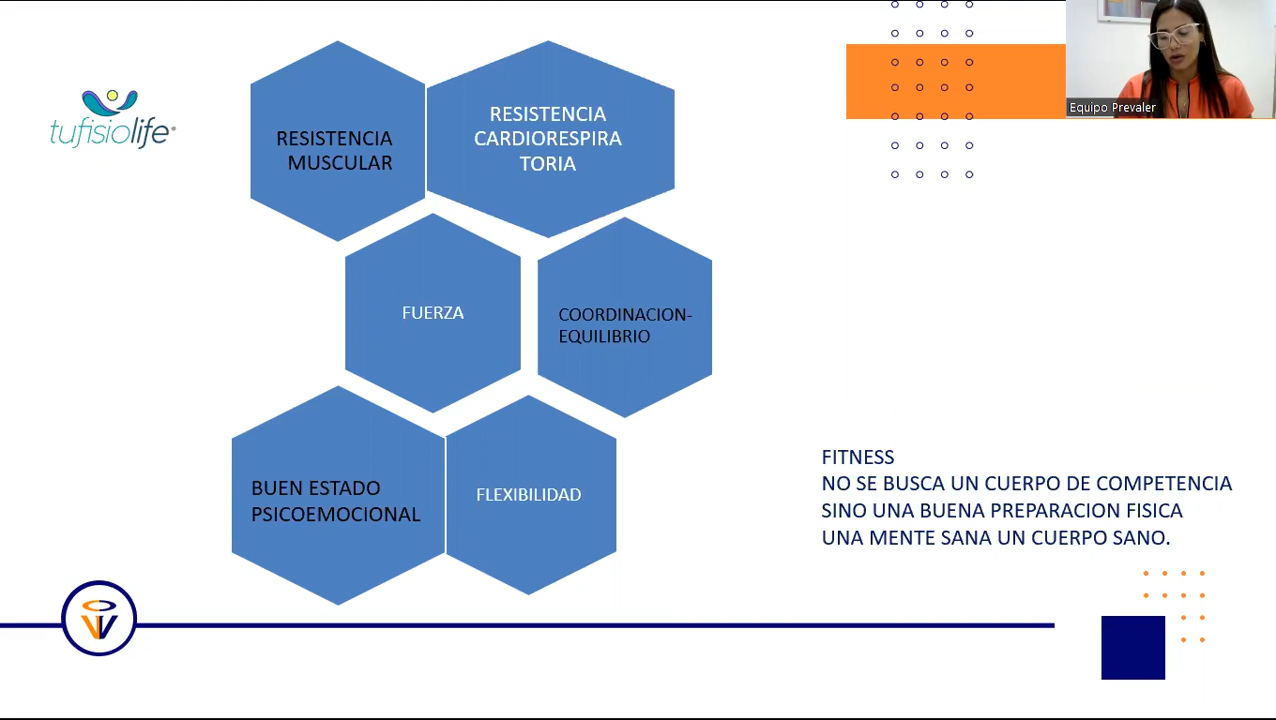 tufisiolife
RESISTENCIA
MUSCULAR
RESISTENCIA
CARDIORESPIRA
TORIA
Equipo Prevaler
FUERZA
COORDINACION-
EQUILIBRIO
BUEN ESTADO
PSICOEMOCIONAL
FLEXIBILIDAD
FITNESS
NO SE BUSCA UN CUERPO DE COMPETENCIA
SINO UNA BUENA PREPARACION FISICA
UNA MENTE SANA UN CUERPO SANO.